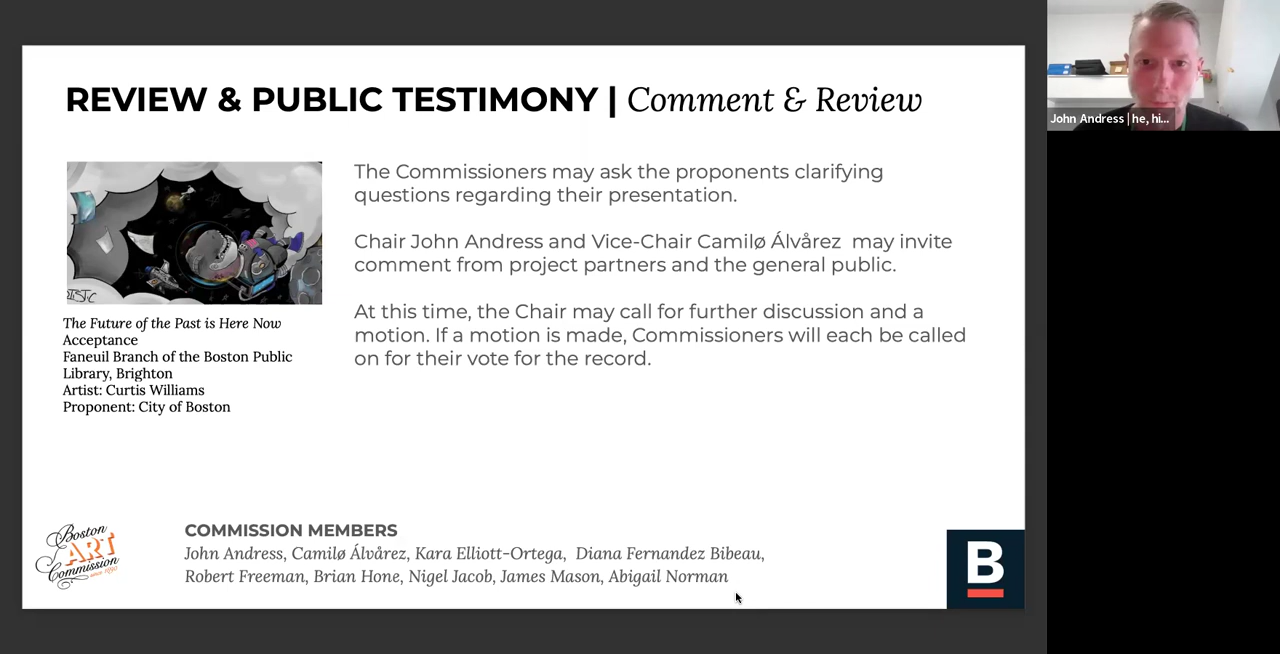 REVIEW & PUBLIC TESTIMONY | Comment & Review
The Commissioners may ask the proponents clarifying
questions regarding their presentation.
Chair John Andress and Vice-Chair Camilø Álvårez may invite
comment from project partners and the general public.
At this time, the Chair may call for further discussion and a
motion. If a motion is made, Commissioners will each be called
on for their vote for the record.
The Future of the Past is Here Now
Acceptance
Faneuil Branch of the Boston Public
Library, Brighton
Artist: Curtis Williams
Proponent: City of Boston
Boston
ART
Commission
since 1890
COMMISSION MEMBERS
John Andress, Camilø Álvårez, Kara Elliott-Ortega, Diana Fernandez Bibeau,
Robert Freeman, Brian Hone, Nigel Jacob, James Mason, Abigail Norman
B
John Andress | he, hi...